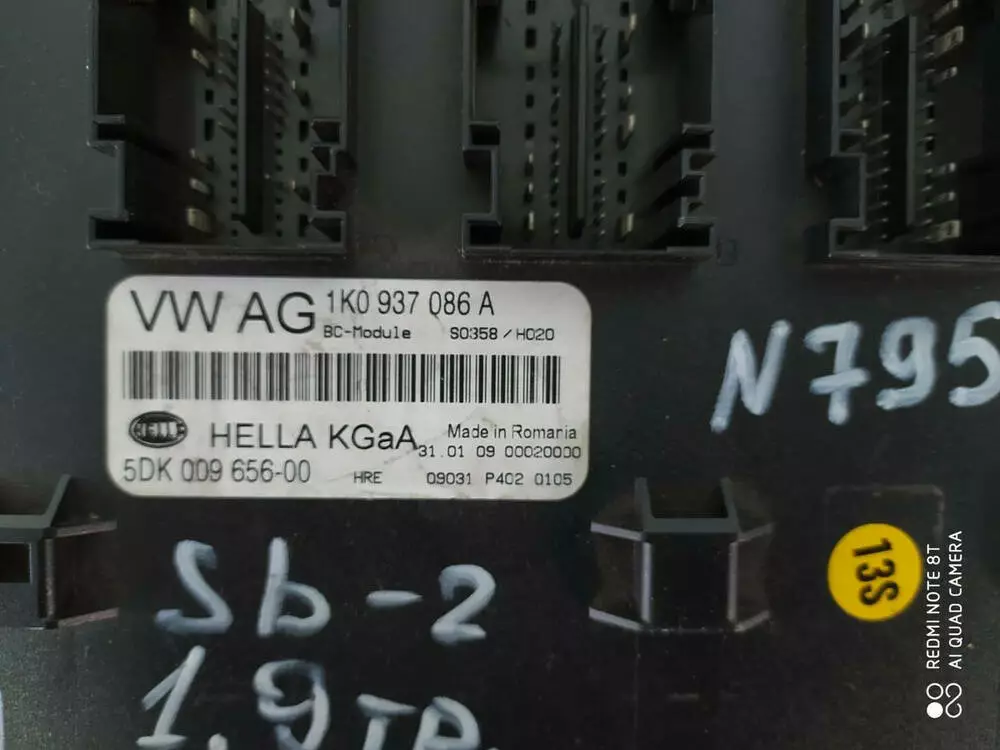 VW AG 1K0 937 086 A
BC-Module S0358/H020
HELLA
HELLA KGaA Made in Romania
31.01 09 00020000
5DK 009 656-00 HRE 09031 P402 0105
N795
Sb-2
13S
REDMI NOTE 8T
AI QUAD CAMERA